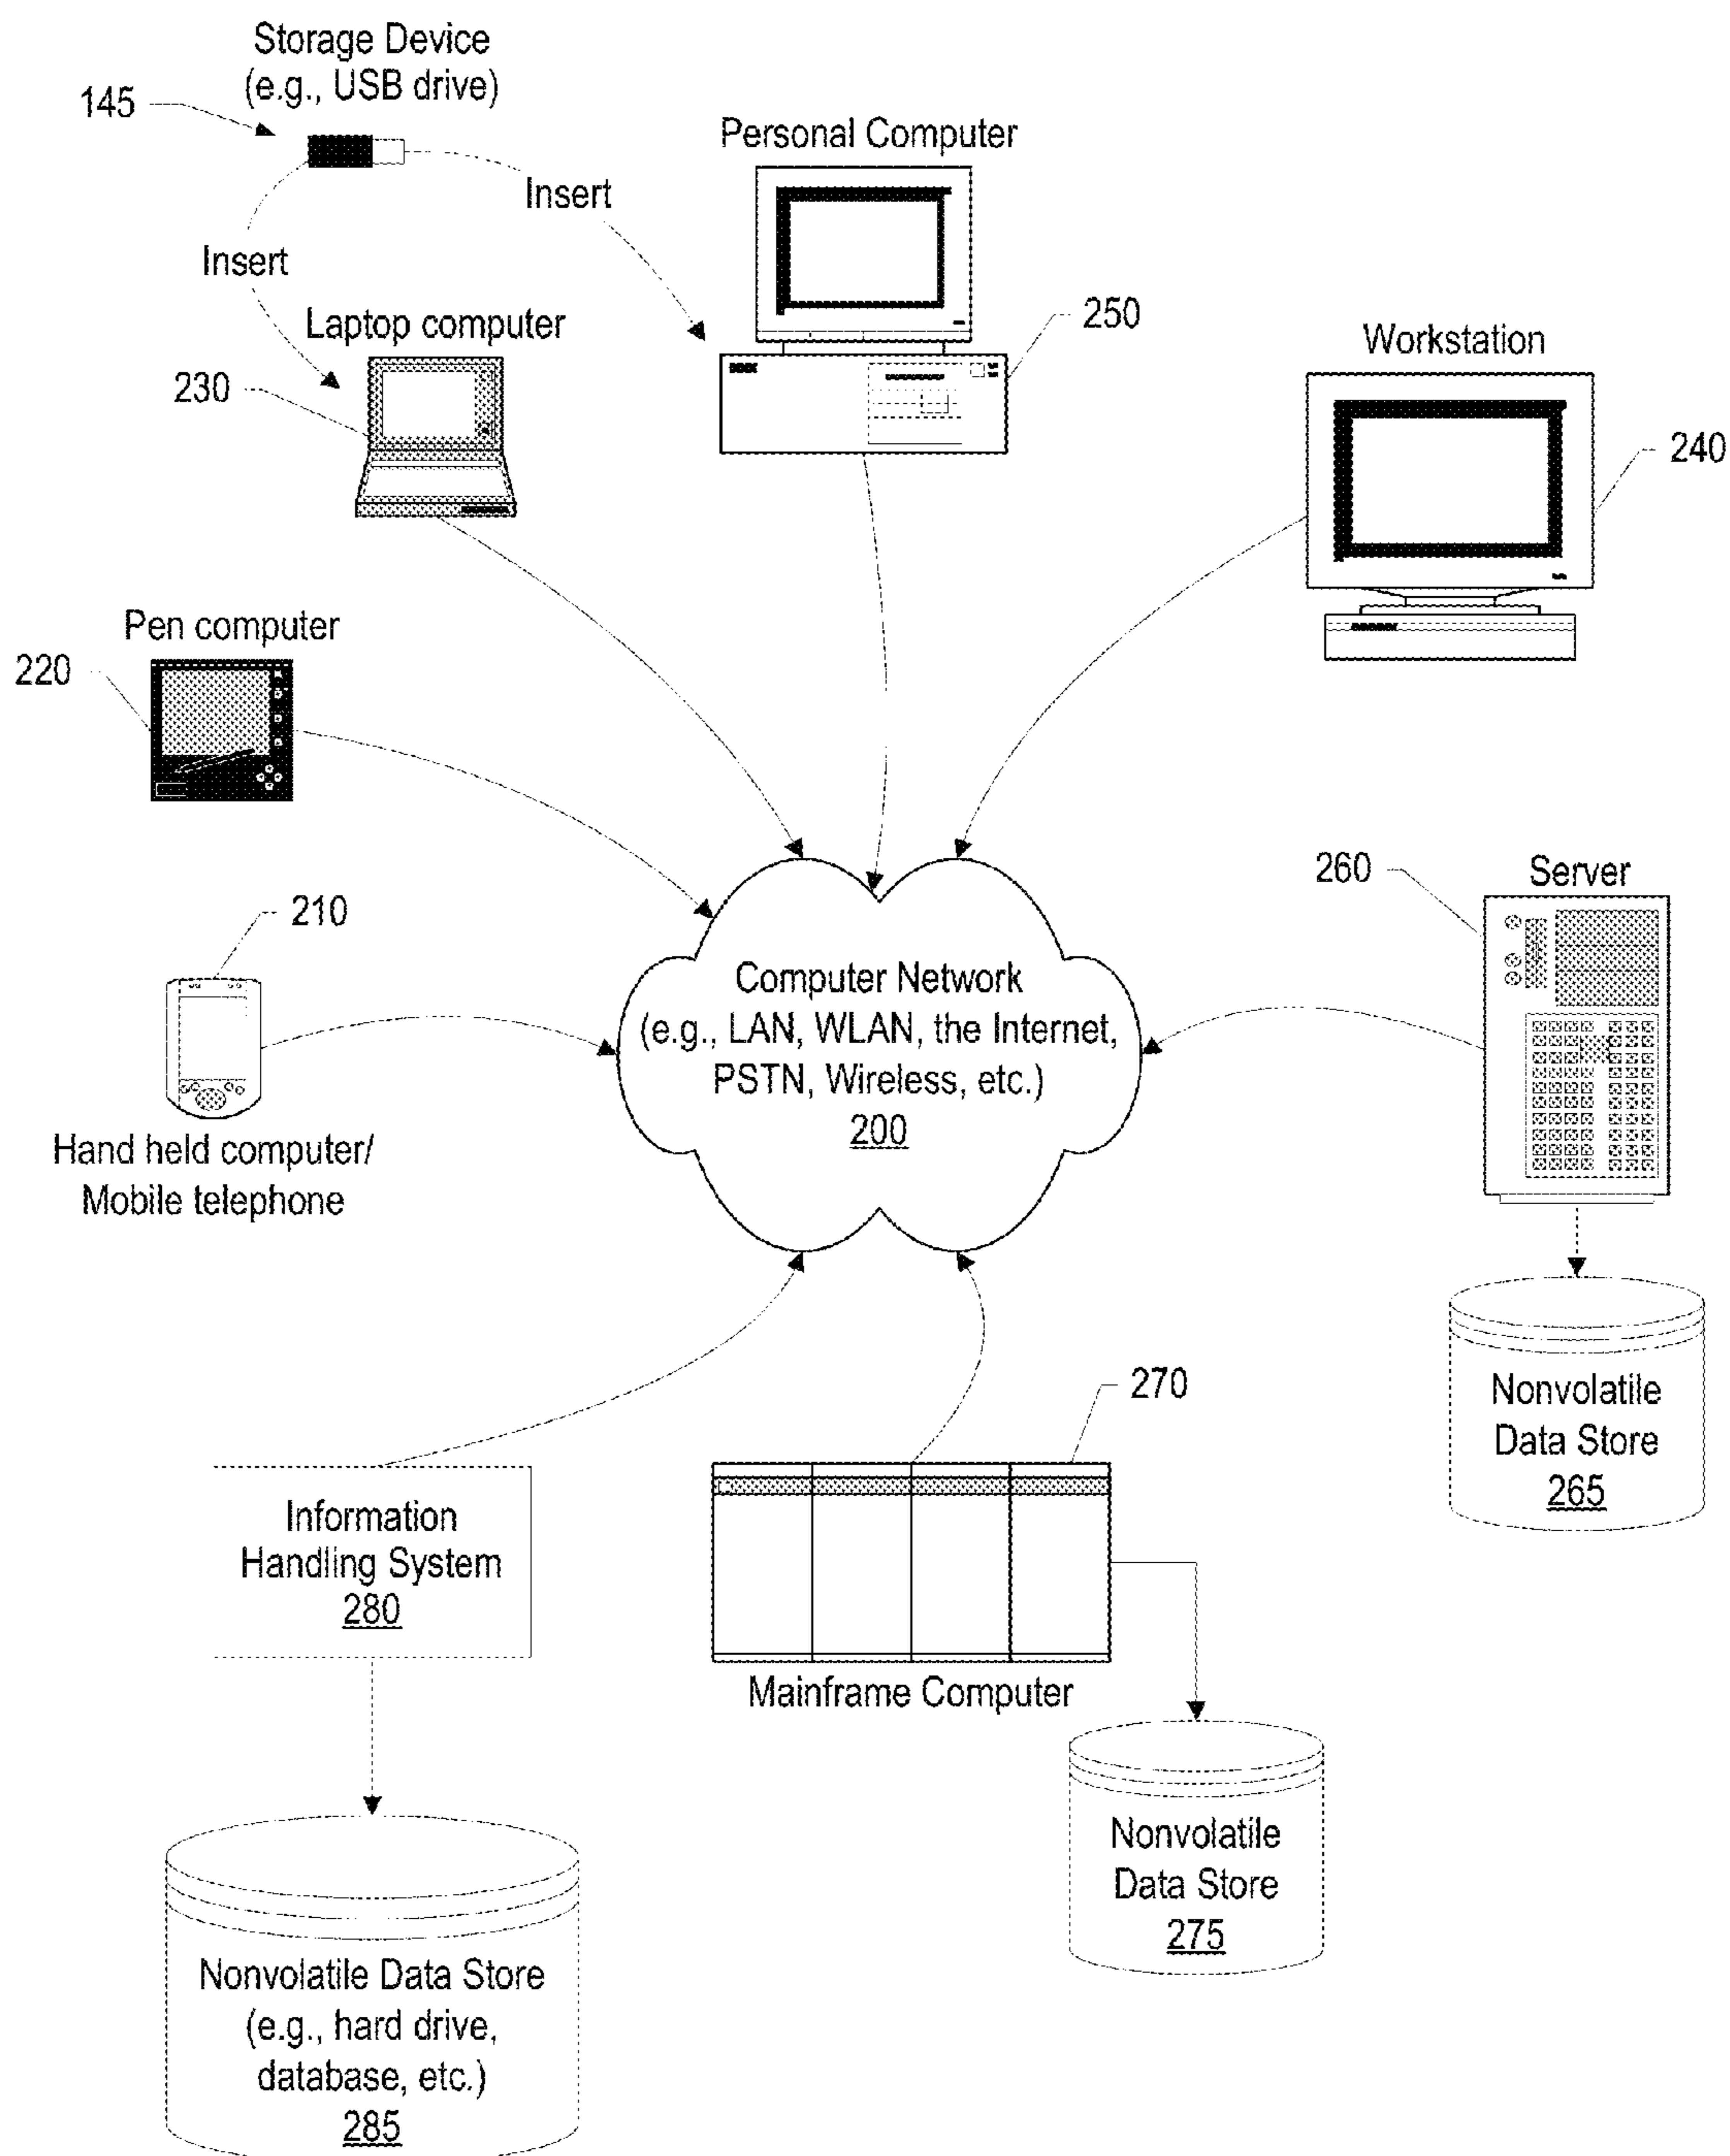 Storage Device
(e.g., USB drive)
145
Personal Computer
Insert
Insert
Laptop computer
250
Workstation
230
240
Pen computer
220
260
Server
210
Computer Network
(e.g., LAN, WLAN, the Internet,
PSTN, Wireless, etc.)
200
Hand held computer/
Mobile telephone
270
Nonvolatile
Data Store
265
Information
Handling System
280
Mainframe Computer
Nonvolatile
Data Store
275
Nonvolatile Data Store
(e.g., hard drive,
database, etc.)
285